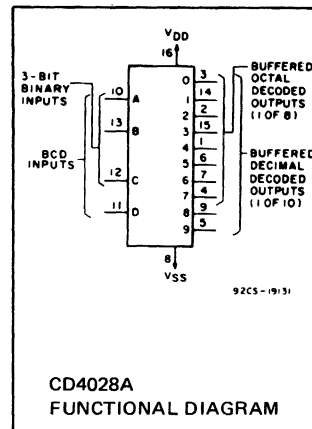 VDD
16
3-BIT
BINARY
INPUTS
BCD
INPUTS
10 A
13 B
12 C
11 D
0 3
1 14
2 2
3 15
4 1
5 6
6 7
7 4
8 9
9 5
BUFFERED
OCTAL
DECODED
OUTPUTS
(1 OF 8)
BUFFERED
DECIMAL
DECODED
OUTPUTS
(1 OF 10)
8
VSS
92CS-19131
CD4028A
FUNCTIONAL DIAGRAM